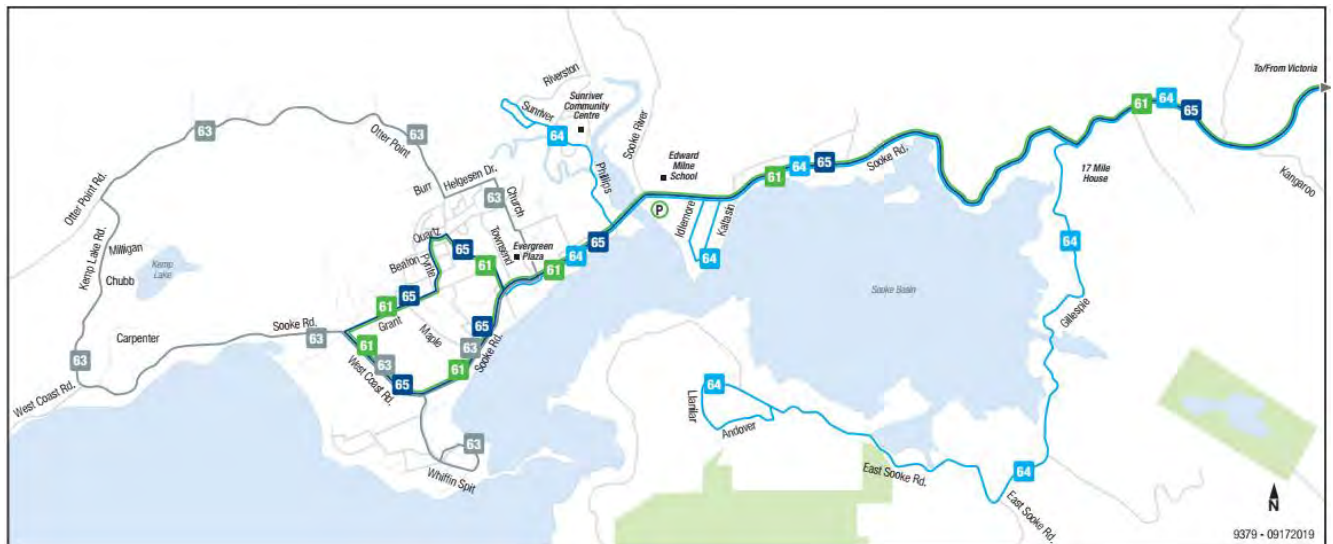 To/From Victoria
61
64
65
Kangaroo
Riverston
Sunriver
Sunriver
Community
Centre
64
Phillips
Sooke River
Edward
Milne
School
P
Idlemore
Kaltasin
64
61
64
65
Sooke Rd.
17 Mile
House
64
Gillespie
Sooke Basin
63
Otter Point
63
Burr
Helgesen Dr.
63
Church
Otter Point Rd.
Kemp Lake Rd.
Milligan
Chubb
Kemp
Lake
Carpenter
Quartz
Beaton
Pyrtle
65
61
Townsend
Evergreen
Plaza
61
64
65
61
65
Grant
Maple
Sooke Rd.
63
63
West Coast Rd.
61
63
65
West Coast Rd.
61
63
65
Sooke Rd.
63
Whiffin Spit
64
Llanilar
Andover
East Sooke Rd.
64
East Sooke Rd.
N
9379 - 09172019